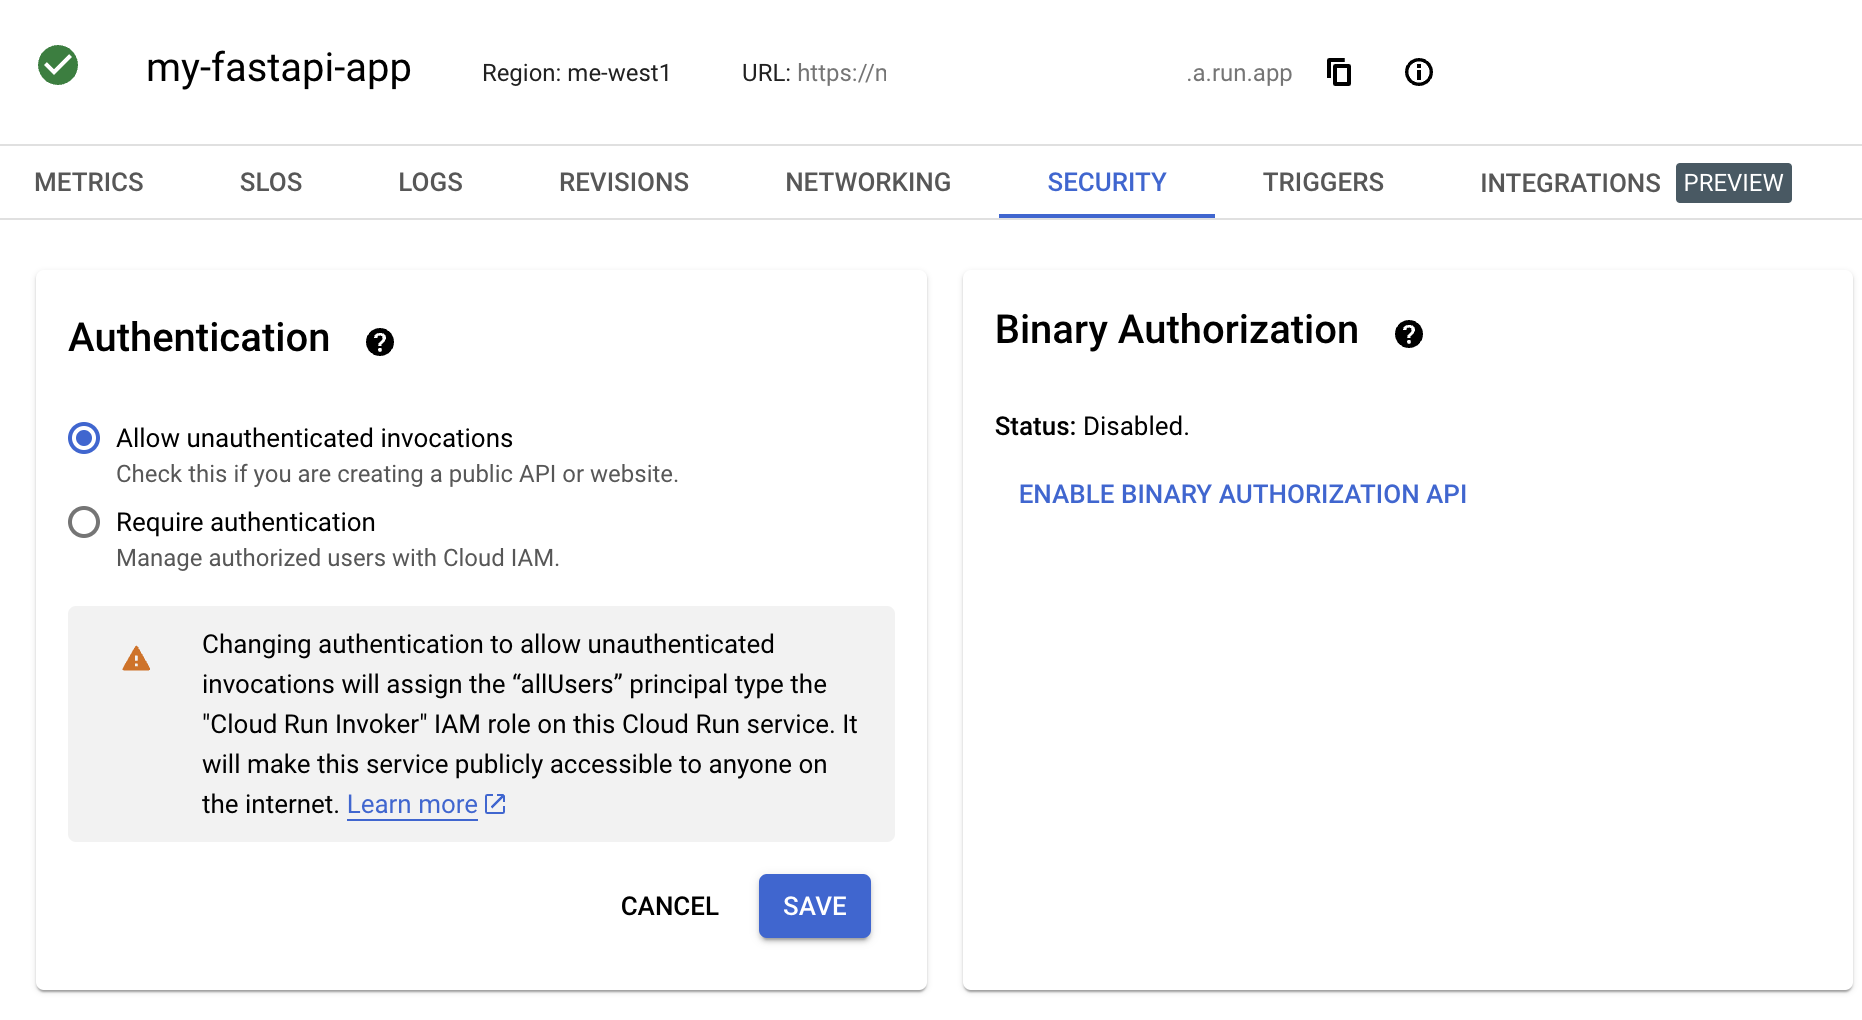 my-fastapi-app Region: me-west1 URL: https://n .a.run.app
METRICS SLOS LOGS REVISIONS NETWORKING SECURITY TRIGGERS INTEGRATIONS PREVIEW
Authentication
Allow unauthenticated invocations
Check this if you are creating a public API or website.
Require authentication
Manage authorized users with Cloud IAM.
Changing authentication to allow unauthenticated
invocations will assign the “allUsers” principal type the
"Cloud Run Invoker" IAM role on this Cloud Run service. It
will make this service publicly accessible to anyone on
the internet. Learn more
CANCEL SAVE
Binary Authorization
Status: Disabled.
ENABLE BINARY AUTHORIZATION API